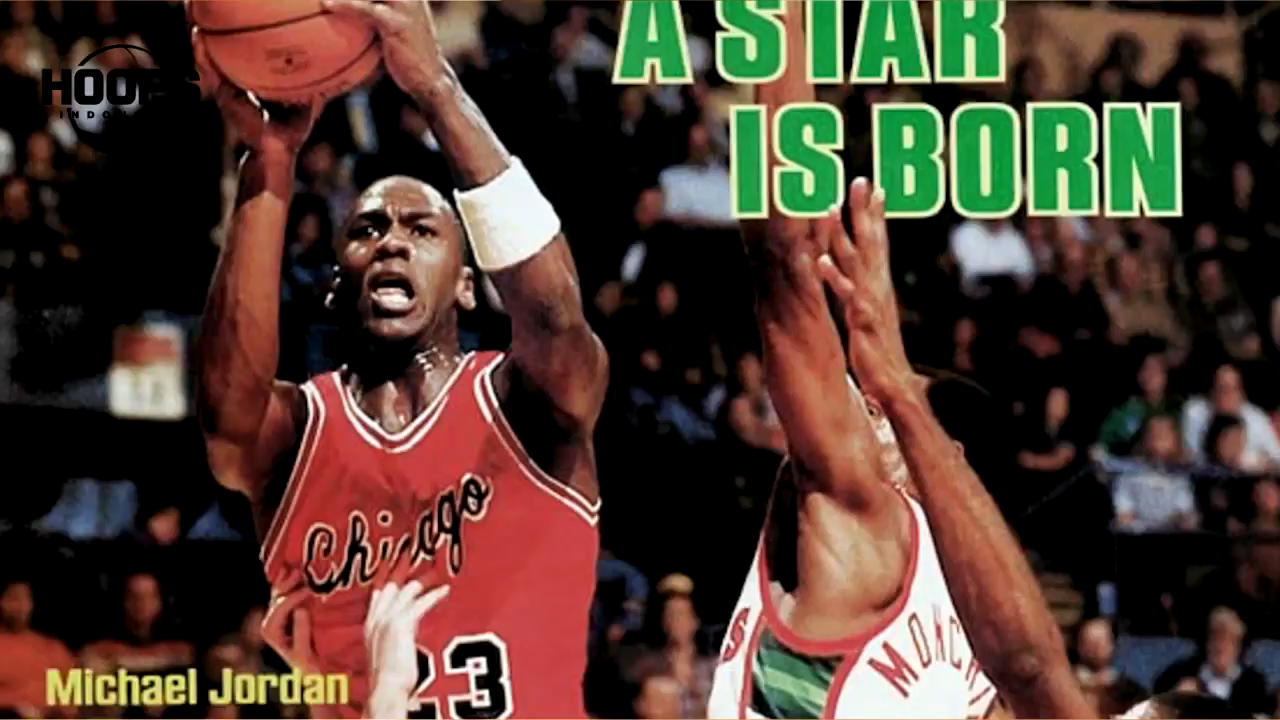 A STAR
IS BORN
HOOPS
Chicago
23
MONCR
Michael Jordan